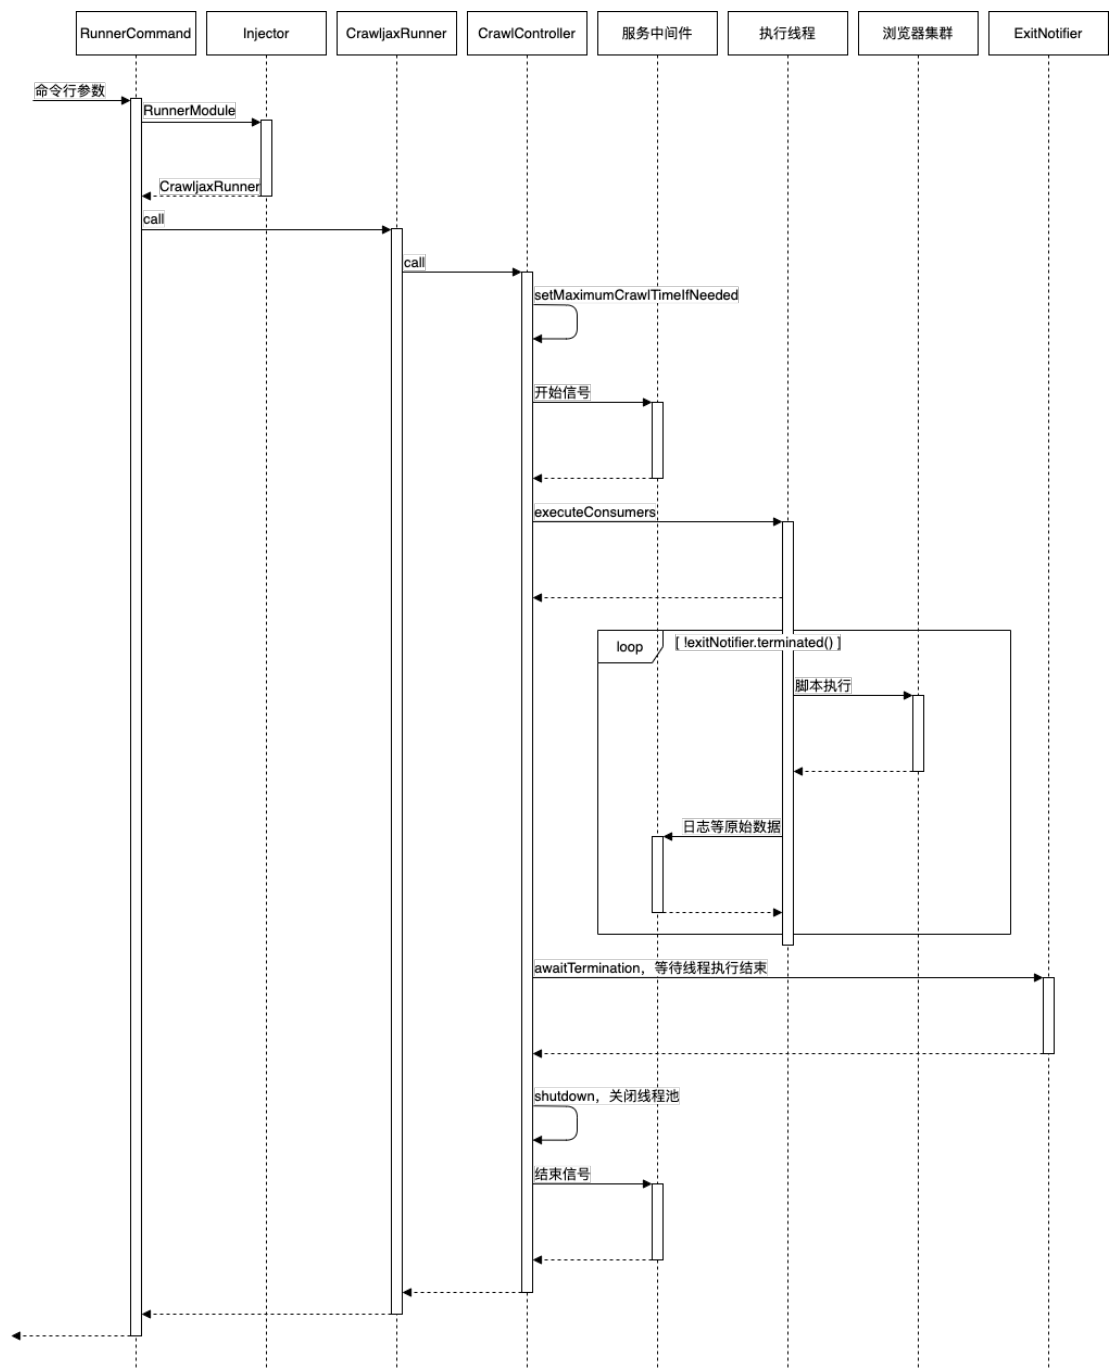 RunnerCommand
Injector
CrawljaxRunner
CrawlController
服务中间件
执行线程
浏览器集群
ExitNotifier
命令行参数
RunnerModule
CrawljaxRunner
call
call
setMaximumCrawlTimeIfNeeded
开始信号
executeConsumers
loop
[ !exitNotifier.terminated() ]
脚本执行
日志等原始数据
awaitTermination，等待线程执行结束
shutdown，关闭线程池
结束信号